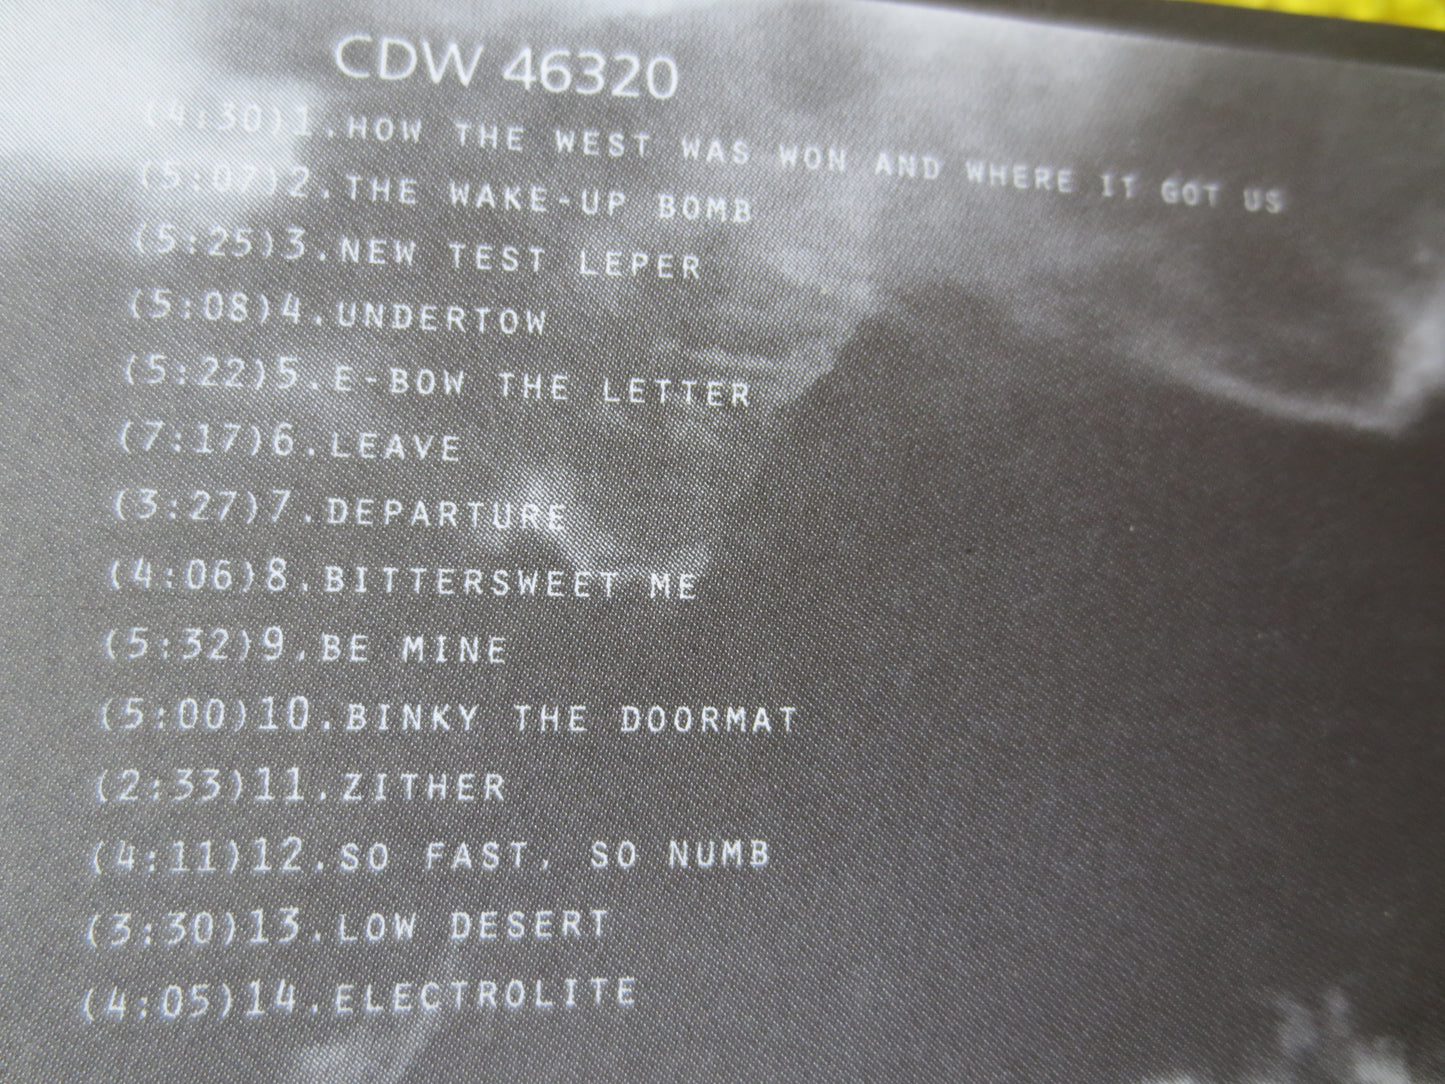 CDW 46320
(4:30)1.HOW THE WEST WAS WON AND WHERE IT GOT US
(5:07)2.THE WAKE-UP BOMB
(5:25)3.NEW TEST LEPER
(5:08)4.UNDERTOW
(5:22)5.E-BOW THE LETTER
(7:17)6.LEAVE
(3:27)7.DEPARTURE
(4:06)8.BITTERSWEET ME
(5:32)9.BE MINE
(5:00)10.BINKY THE DOORMAT
(2:33)11.ZITHER
(4:11)12.SO FAST, SO NUMB
(3:30)13.LOW DESERT
(4:05)14.ELECTROLITE